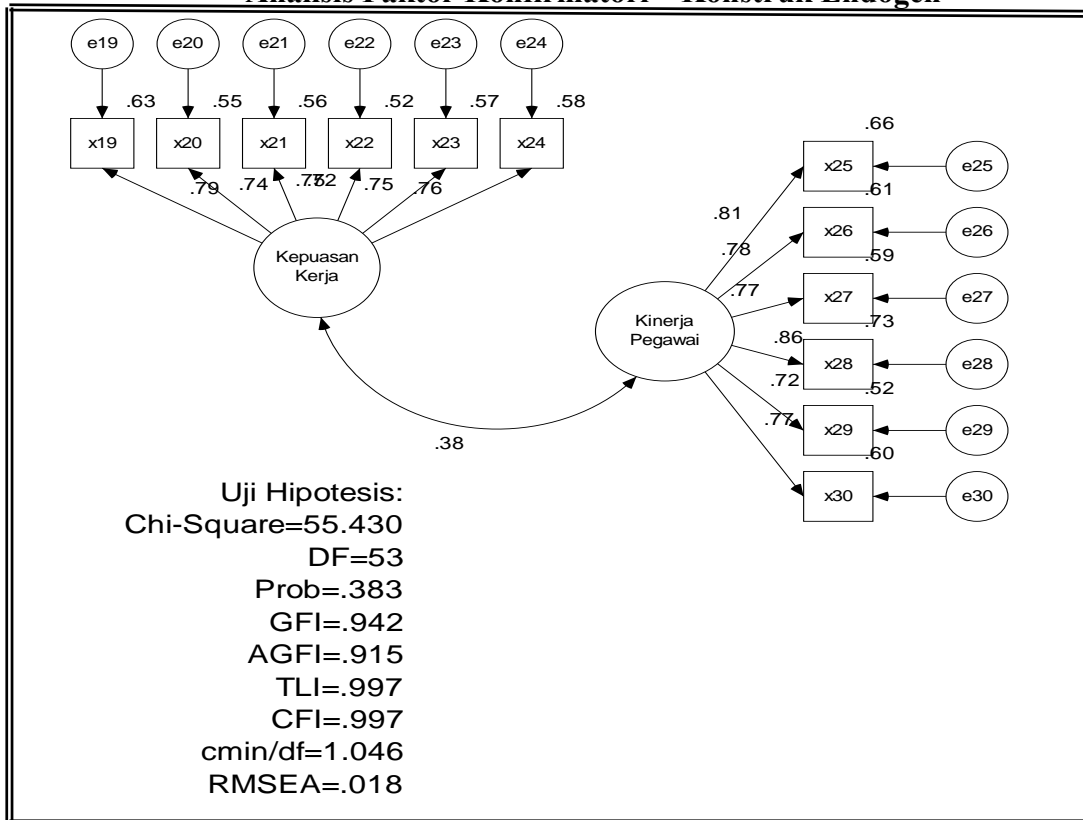 Analisis Faktor Konfirmatori – Konstruk Endogen
e19 e20 e21 e22 e23 e24
.63 .55 .56 .52 .57 .58
x19 x20 x21 x22 x23 x24
.79 .74 .75 .72 .75 .76
Kepuasan
Kerja
.66
x25 e25
.61
.81
x26 e26
.78
.59
.77
x27 e27
.73
Kinerja
Pegawai
.86
x28 e28
.72
.52
.77
x29 e29
.60
x30 e30
.38
Uji Hipotesis:
Chi-Square=55.430
DF=53
Prob=.383
GFI=.942
AGFI=.915
TLI=.997
CFI=.997
cmin/df=1.046
RMSEA=.018